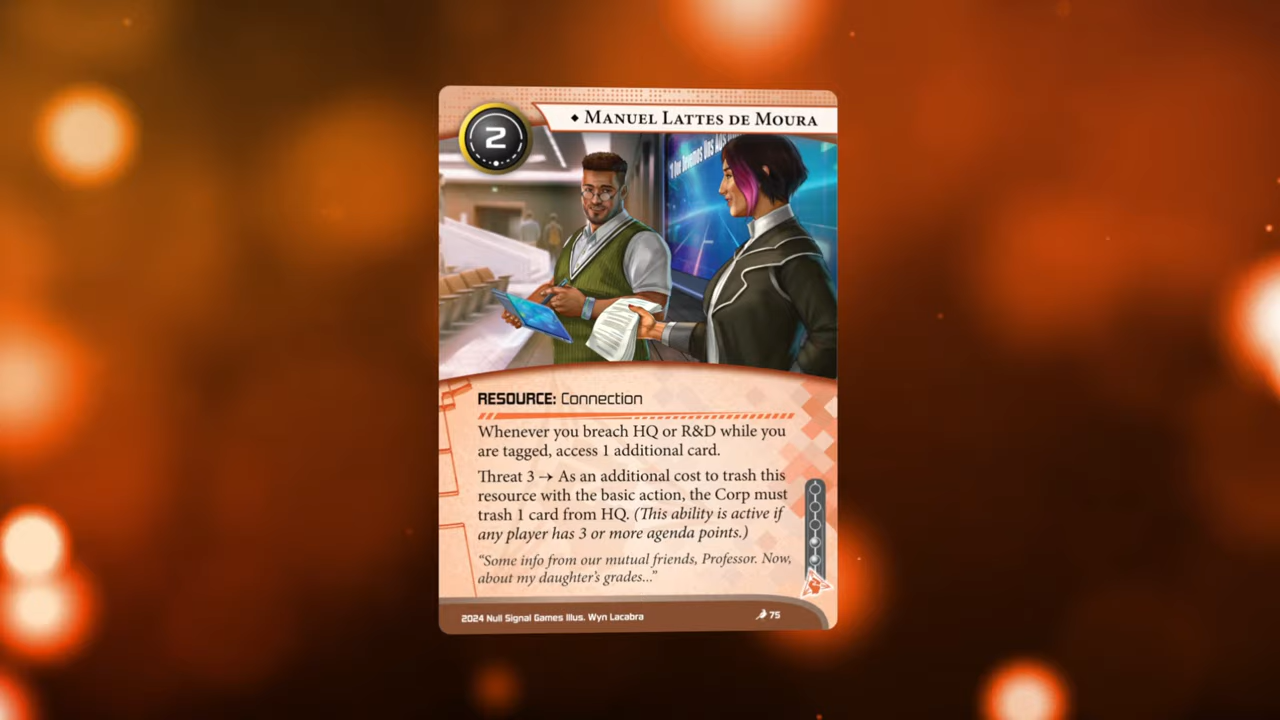 2
◆ MANUEL LATTES DE MOURA
RESOURCE: Connection
Whenever you breach HQ or R&D while you
are tagged, access 1 additional card.
Threat 3 → As an additional cost to trash this
resource with the basic action, the Corp must
trash 1 card from HQ. (This ability is active if
any player has 3 or more agenda points.)
“Some info from our mutual friends, Professor. Now,
about my daughter’s grades...”
2024 Null Signal Games Illus. Wyn Lacabra
75